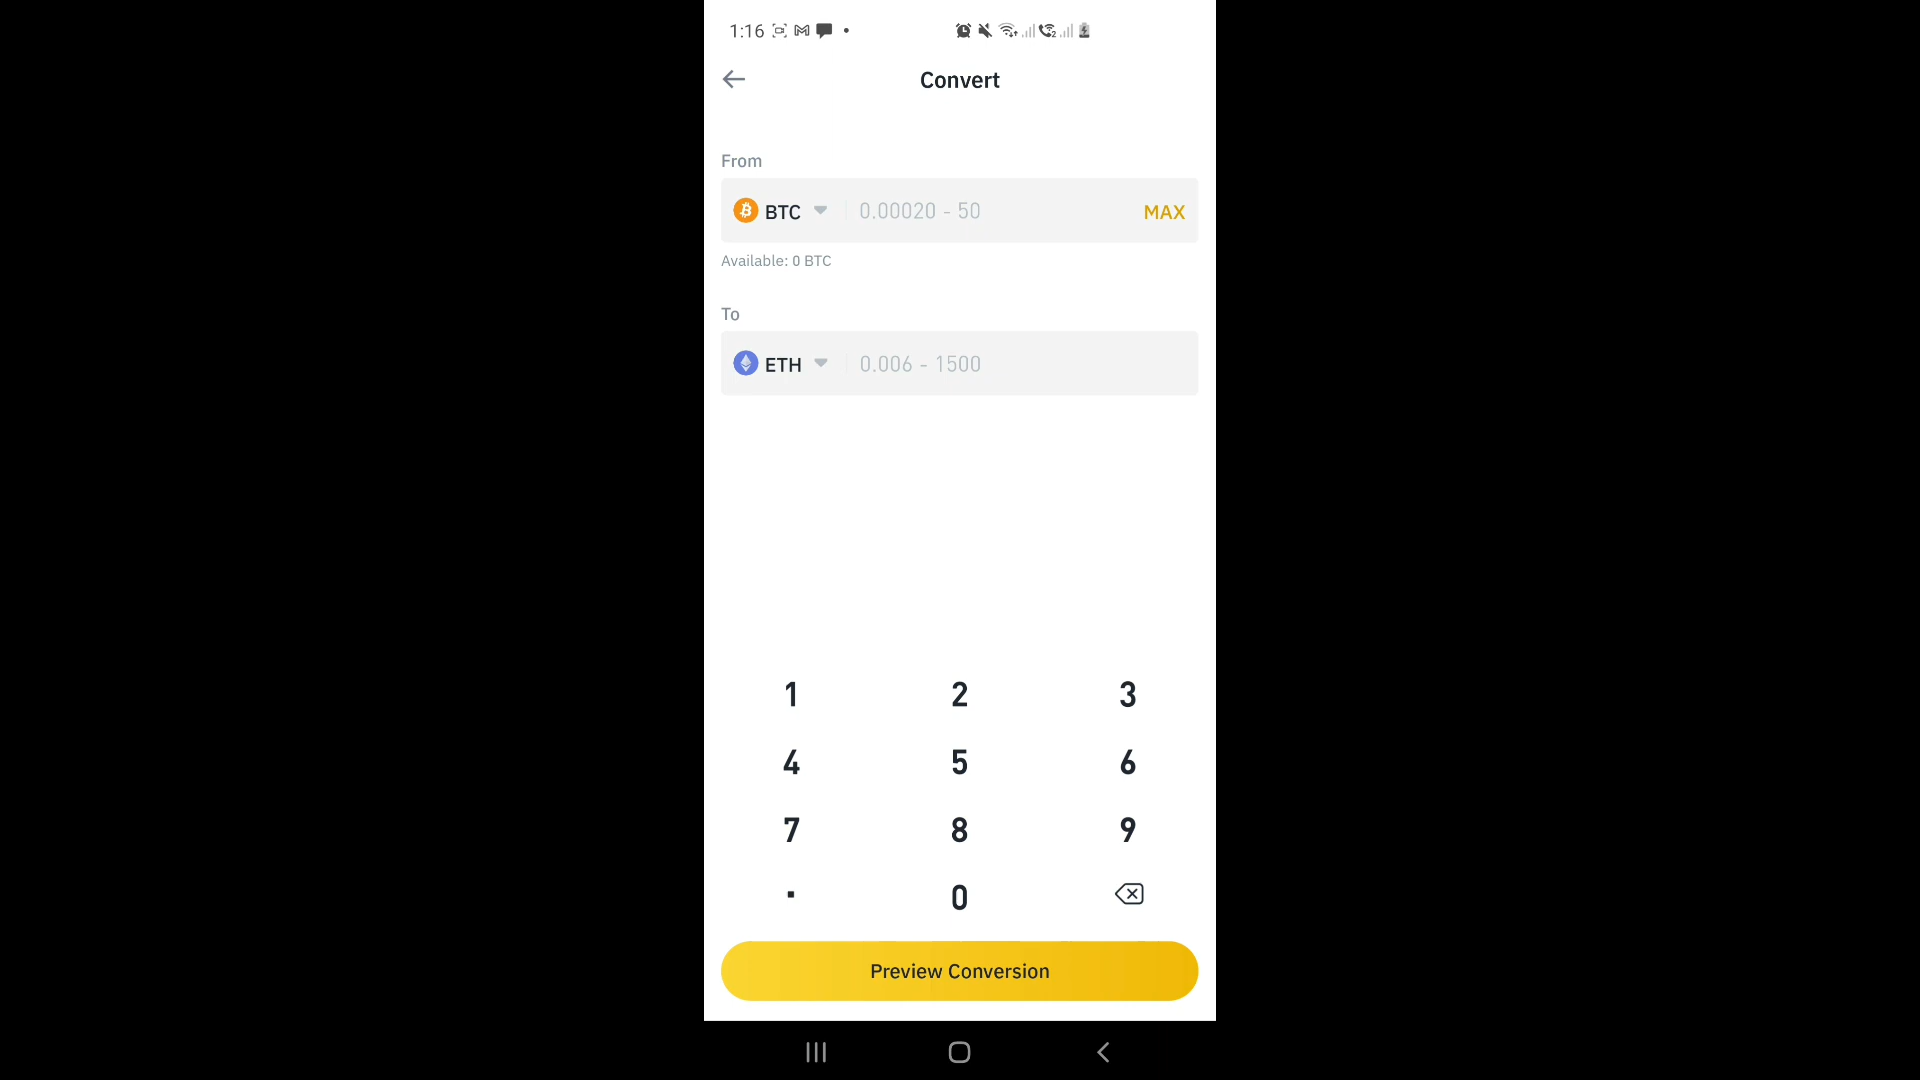 1:16
Convert
From
BTC 0.00020 - 50 MAX
Available: 0 BTC
To
ETH 0.006 - 1500
1 2 3
4 5 6
7 8 9
. 0
Preview Conversion